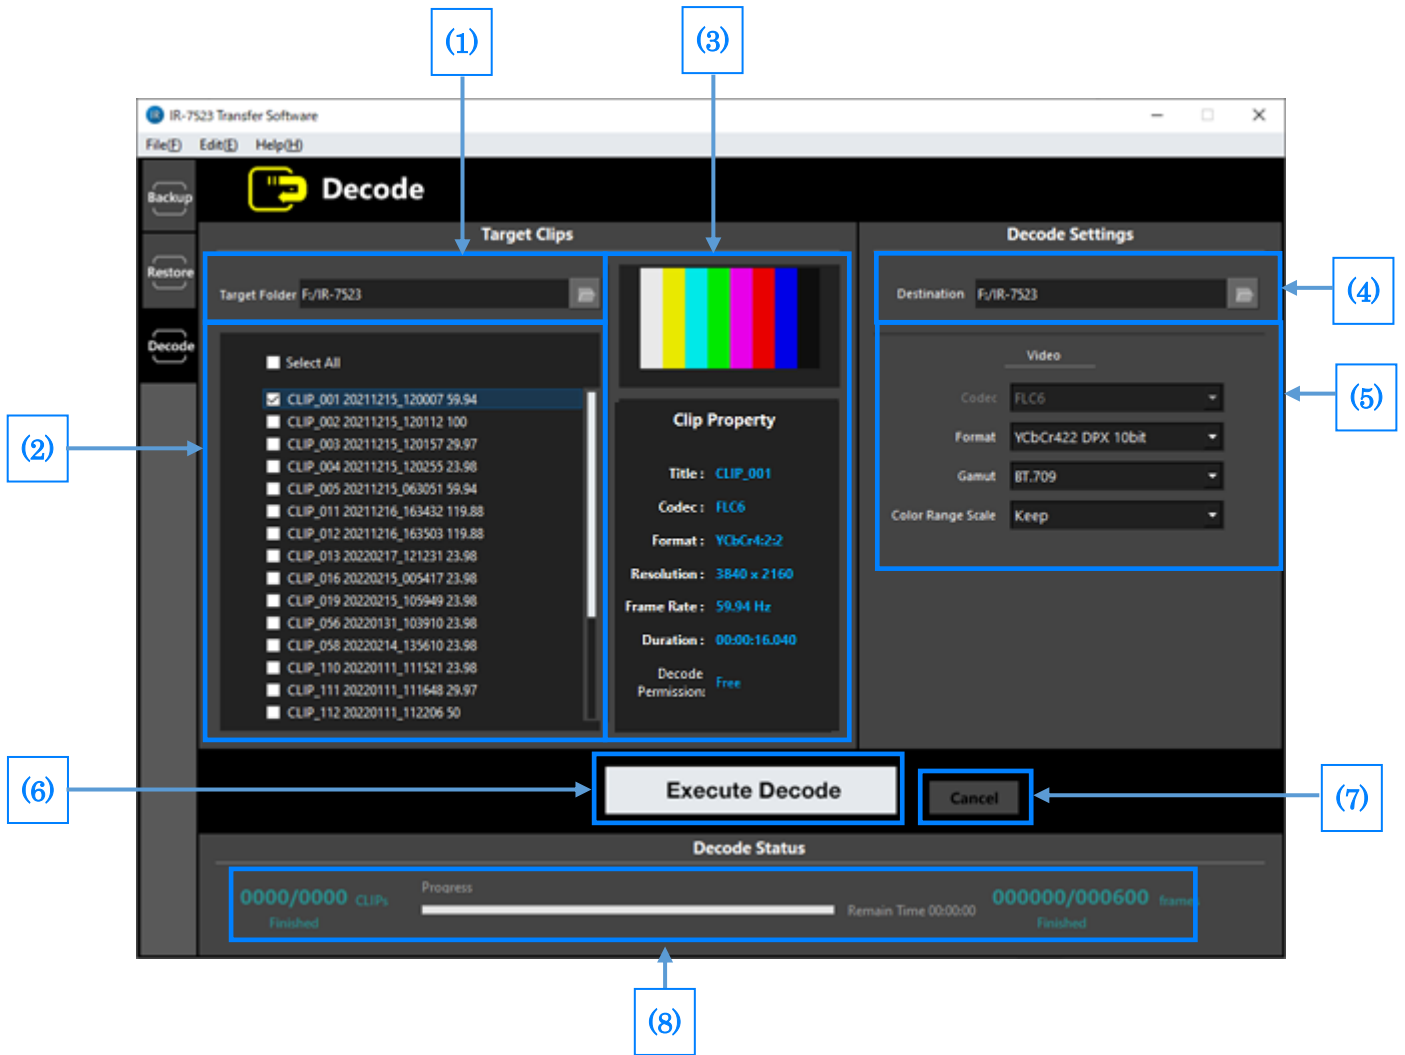 (1)
(3)
IR-7523 Transfer Software
File(F) Edit(E) Help(H)
Backup
Restore
Decode
Decode
Target Clips
Target Folder F:/IR-7523
Select All
CLIP_001 20211215_120007 59.94
CLIP_002 20211215_120112 100
CLIP_003 20211215_120157 29.97
CLIP_004 20211215_120255 23.98
CLIP_005 20211215_063051 59.94
CLIP_011 20211216_163432 119.88
CLIP_012 20211216_163503 119.88
CLIP_013 20220217_121231 23.98
CLIP_016 20220215_005417 23.98
CLIP_019 20220215_105949 23.98
CLIP_056 20220131_103910 23.98
CLIP_058 20220214_135610 23.98
CLIP_110 20220111_111521 23.98
CLIP_111 20220111_111648 29.97
CLIP_112 20220111_112206 50
(2)
Clip Property
Title : CLIP_001
Codec : FLC6
Format : YCbCr4:2:2
Resolution : 3840 x 2160
Frame Rate : 59.94 Hz
Duration : 00:00:16.040
Decode
Permission: Free
Decode Settings
Destination F:/IR-7523
(4)
Video
Codec FLC6
Format YCbCr422 DPX 10bit
Gamut BT.709
Color Range Scale Keep
(5)
(6)
Execute Decode
Cancel
(7)
Decode Status
0000/0000 CLIPs
Finished
Progress
Remain Time 00:00:00
000000/000600 frames
Finished
(8)